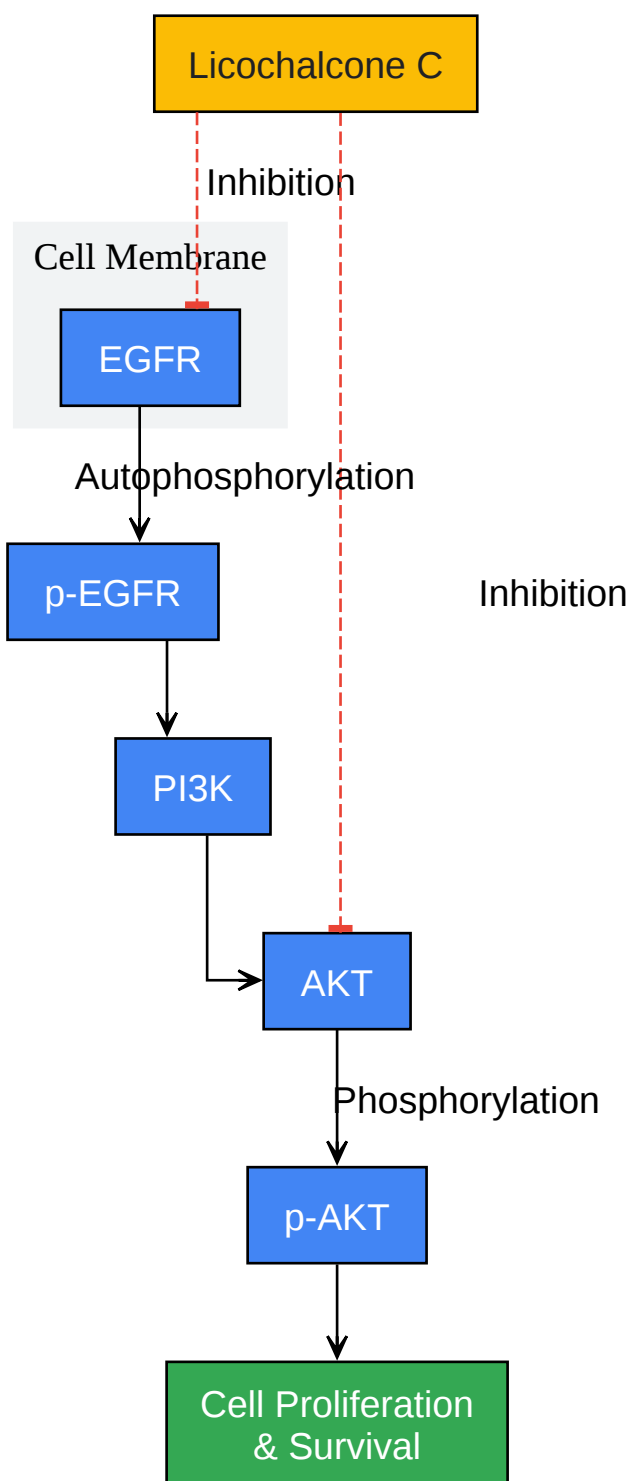 Licochalcone C
Inhibition
Cell Membrane
EGFR
Autophosphorylation
p-EGFR
Inhibition
PI3K
AKT
Phosphorylation
p-AKT
Cell Proliferation
& Survival